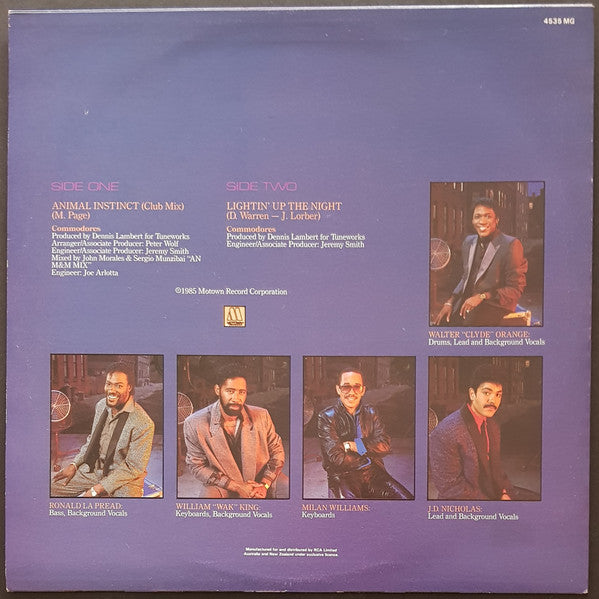 4535 MG
SIDE ONE
ANIMAL INSTINCT (Club Mix)
(M. Page)
Commodores
Produced by Dennis Lambert for Tuneworks
Arranger/Associate Producer: Peter Wolf
Engineer/Associate Producer: Jeremy Smith
Mixed by John Morales & Sergio Munzibai "AN
M&M MIX"
Engineer: Joe Arlotta
SIDE TWO
LIGHTIN' UP THE NIGHT
(D. Warren — J. Lorber)
Commodores
Produced by Dennis Lambert for Tuneworks
Engineer/Associate Producer: Jeremy Smith
©1985 Motown Record Corporation
M
WALTER "CLYDE" ORANGE:
Drums, Lead and Background Vocals
RONALD LA PREAD:
Bass, Background Vocals
WILLIAM "WAK" KING:
Keyboards, Background Vocals
MILAN WILLIAMS:
Keyboards
J.D. NICHOLAS:
Lead and Background Vocals
Manufactured for and distributed by RCA Limited
Australia and New Zealand under exclusive licence.